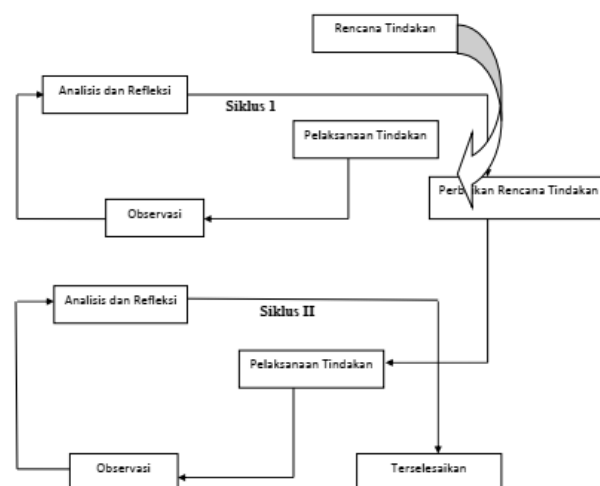 Rencana Tindakan
Analisis dan Refleksi
Siklus 1
Pelaksanaan Tindakan
Perbaikan Rencana Tindakan
Observasi
Analisis dan Refleksi
Siklus II
Pelaksanaan Tindakan
Observasi
Terselesaikan